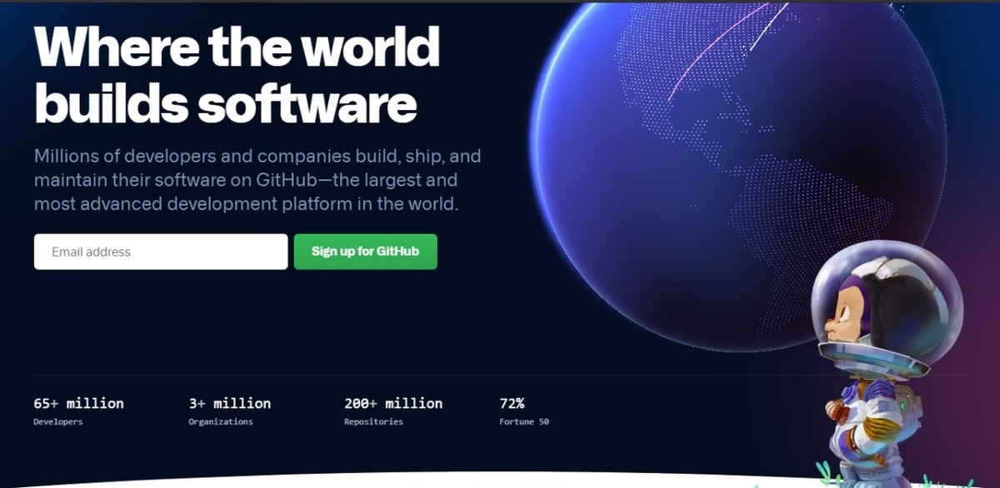 Where the world
builds software
Millions of developers and companies build, ship, and
maintain their software on GitHub—the largest and
most advanced development platform in the world.
Email address
Sign up for GitHub
65+ million
Developers
3+ million
Organizations
200+ million
Repositories
72%
Fortune 50